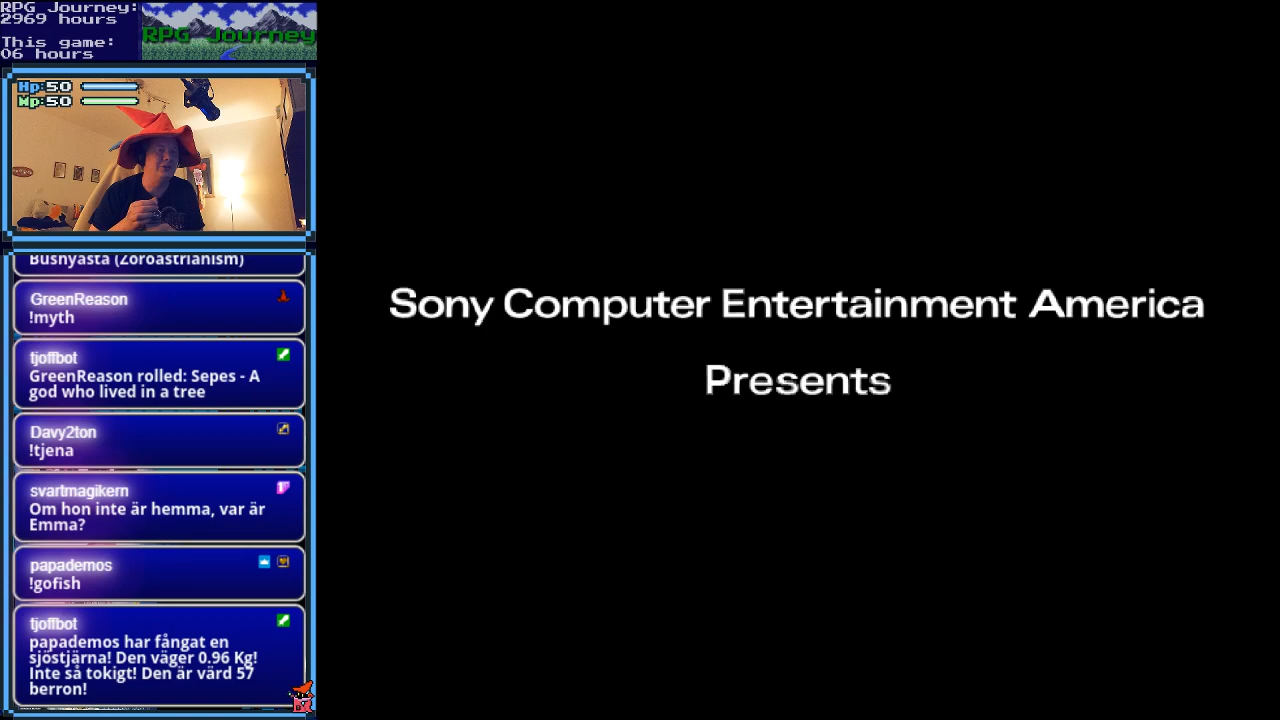 RPG Journey:
2969 hours
This game:
06 hours
RPG Journey
Hp:50
Mp:50
Bushyasta (Zoroastrianism)
GreenReason
!myth
tjoffbot
GreenReason rolled: Sepes - A
god who lived in a tree
Davy2ton
!tjena
svartmagikern
Om hon inte är hemma, var är
Emma?
papademos
!gofish
tjoffbot
papademos har fångat en
sjöstjärna! Den väger 0.96 Kg!
Inte så tokigt! Den är värd 57
berron!
Sony Computer Entertainment America
Presents